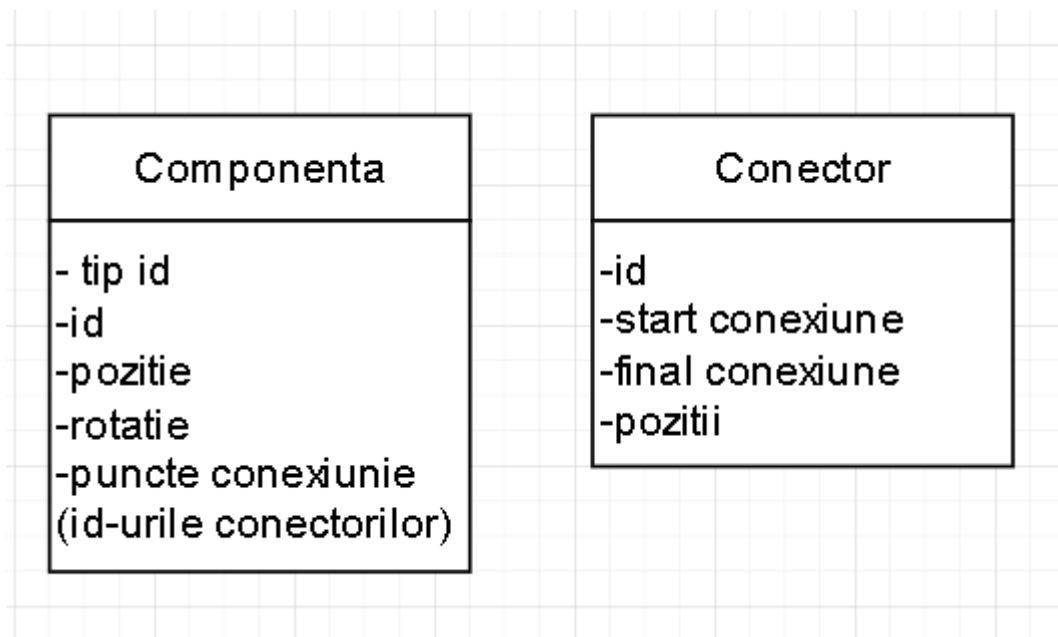 Componenta
- tip id
-id
-pozitie
-rotatie
-puncte conexiunie
(id-urile conectorilor)
Conector
-id
-start conexiune
-final conexiune
-pozitii